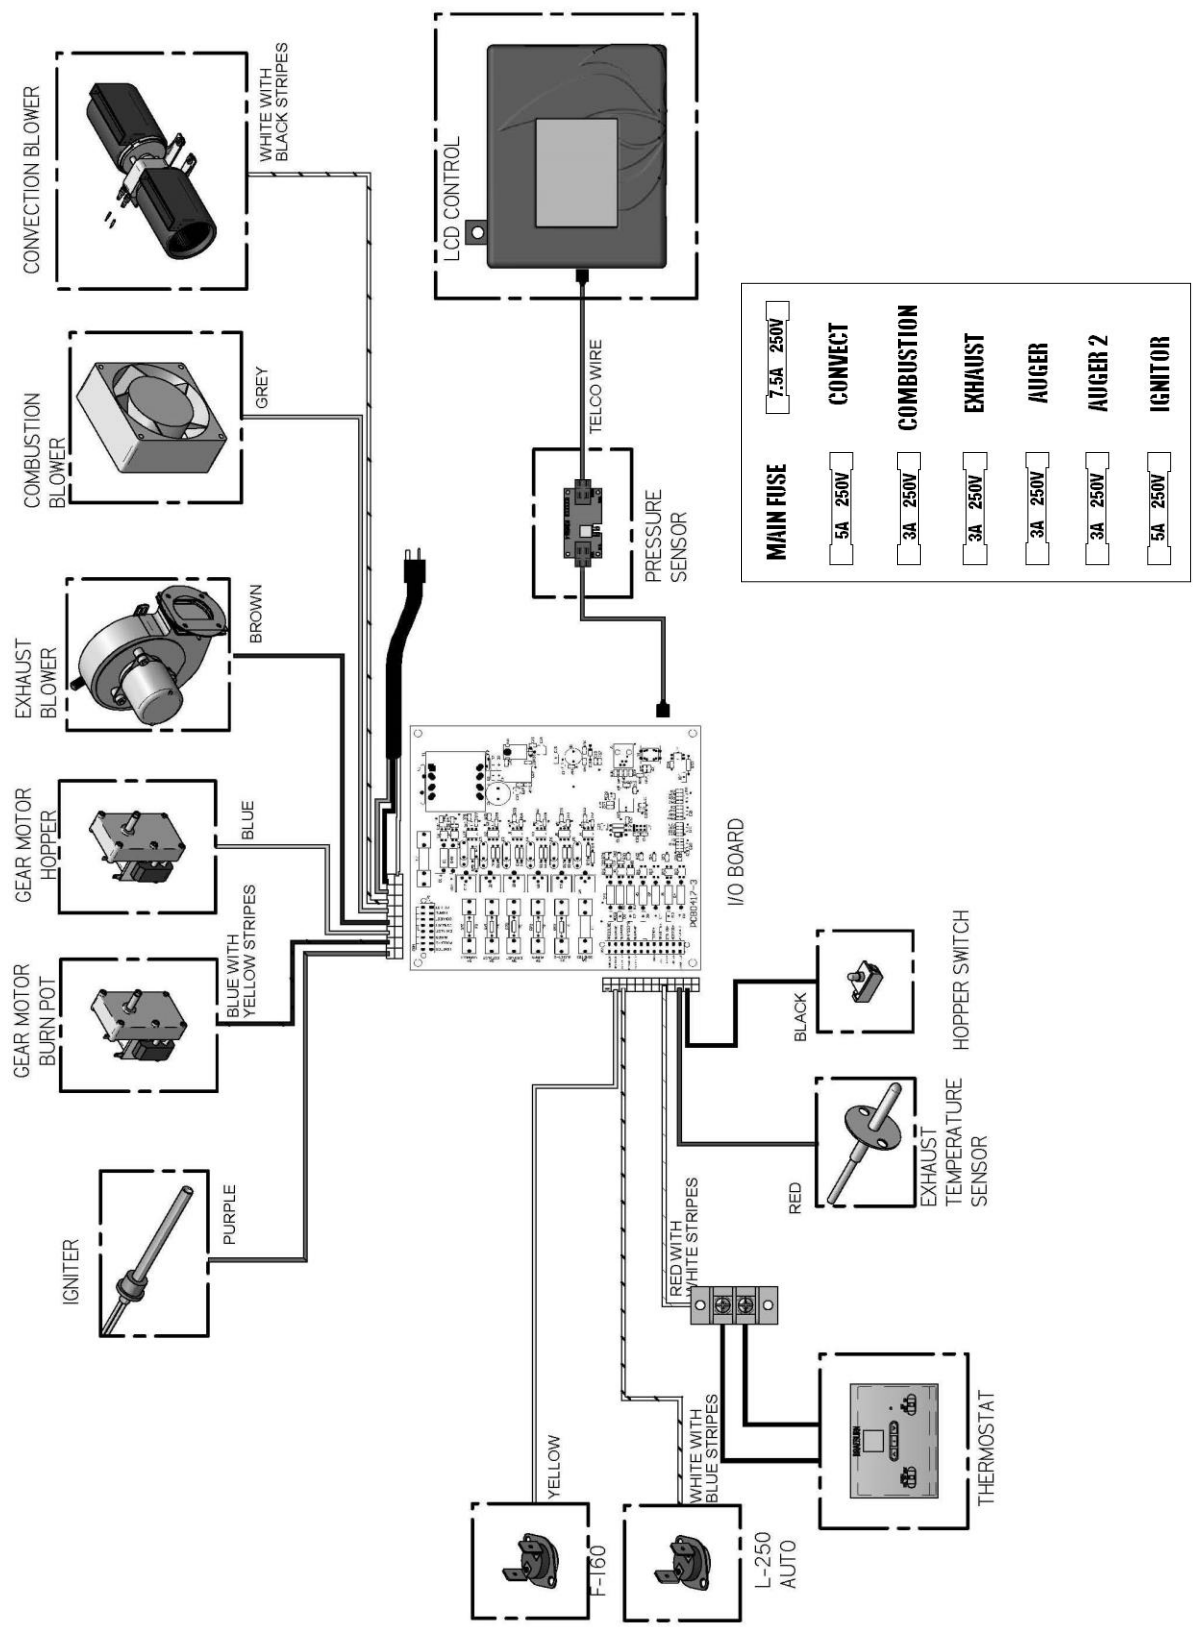 CONVECTION BLOWER
WHITE WITH
BLACK STRIPES
COMBUSTION
BLOWER
GREY
EXHAUST
BLOWER
BROWN
GEAR MOTOR
HOPPER
BLUE
GEAR MOTOR
BURN POT
BLUE WITH
YELLOW STRIPES
IGNITER
PURPLE
LCD CONTROL
TELCO WIRE
PRESSURE
SENSOR
I/O BOARD
PCB0417-3
HOPPER SWITCH
BLACK
EXHAUST
TEMPERATURE
SENSOR
RED
RED WITH
WHITE STRIPES
THERMOSTAT
YELLOW
F-160
WHITE WITH
BLUE STRIPES
L-250
AUTO
MAIN FUSE 7.5A 250V
5A 250V CONVECT
3A 250V COMBUSTION
3A 250V EXHAUST
3A 250V AUGER
3A 250V AUGER 2
5A 250V IGNITOR